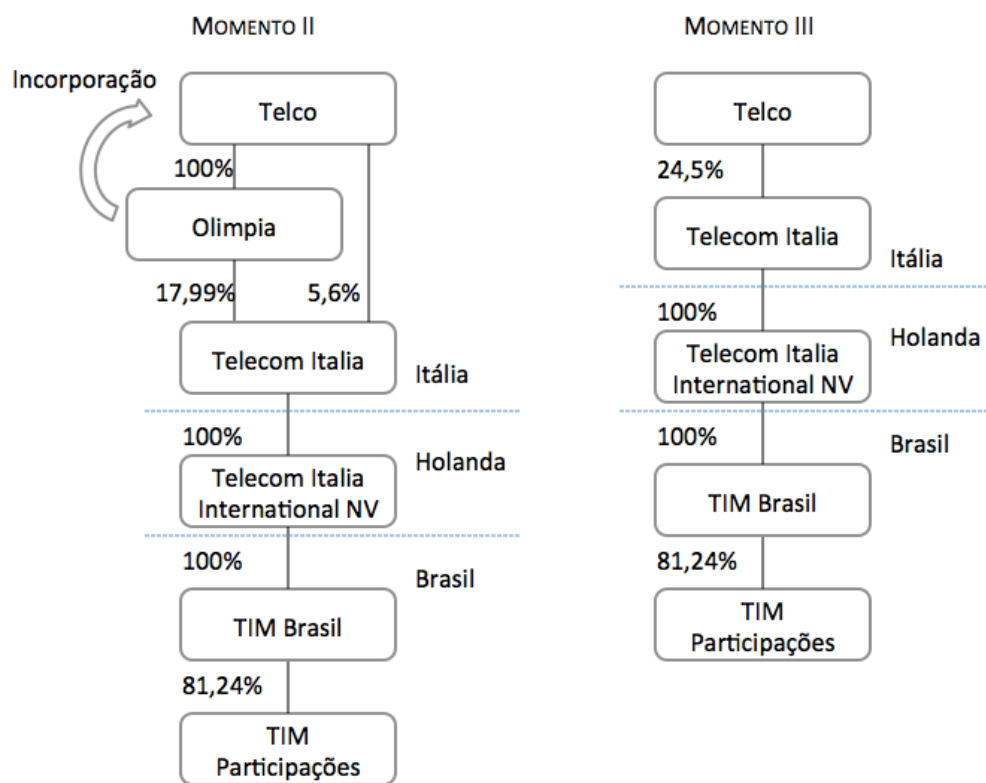 MOMENTO II
Incorporação
Telco
100%
Olimpia
17,99%
5,6%
Telecom Italia
Itália
100%
Holanda
Telecom Italia
International NV
100%
Brasil
TIM Brasil
81,24%
TIM
Participações
MOMENTO III
Telco
24,5%
Telecom Italia
Itália
100%
Holanda
Telecom Italia
International NV
100%
Brasil
TIM Brasil
81,24%
TIM
Participações